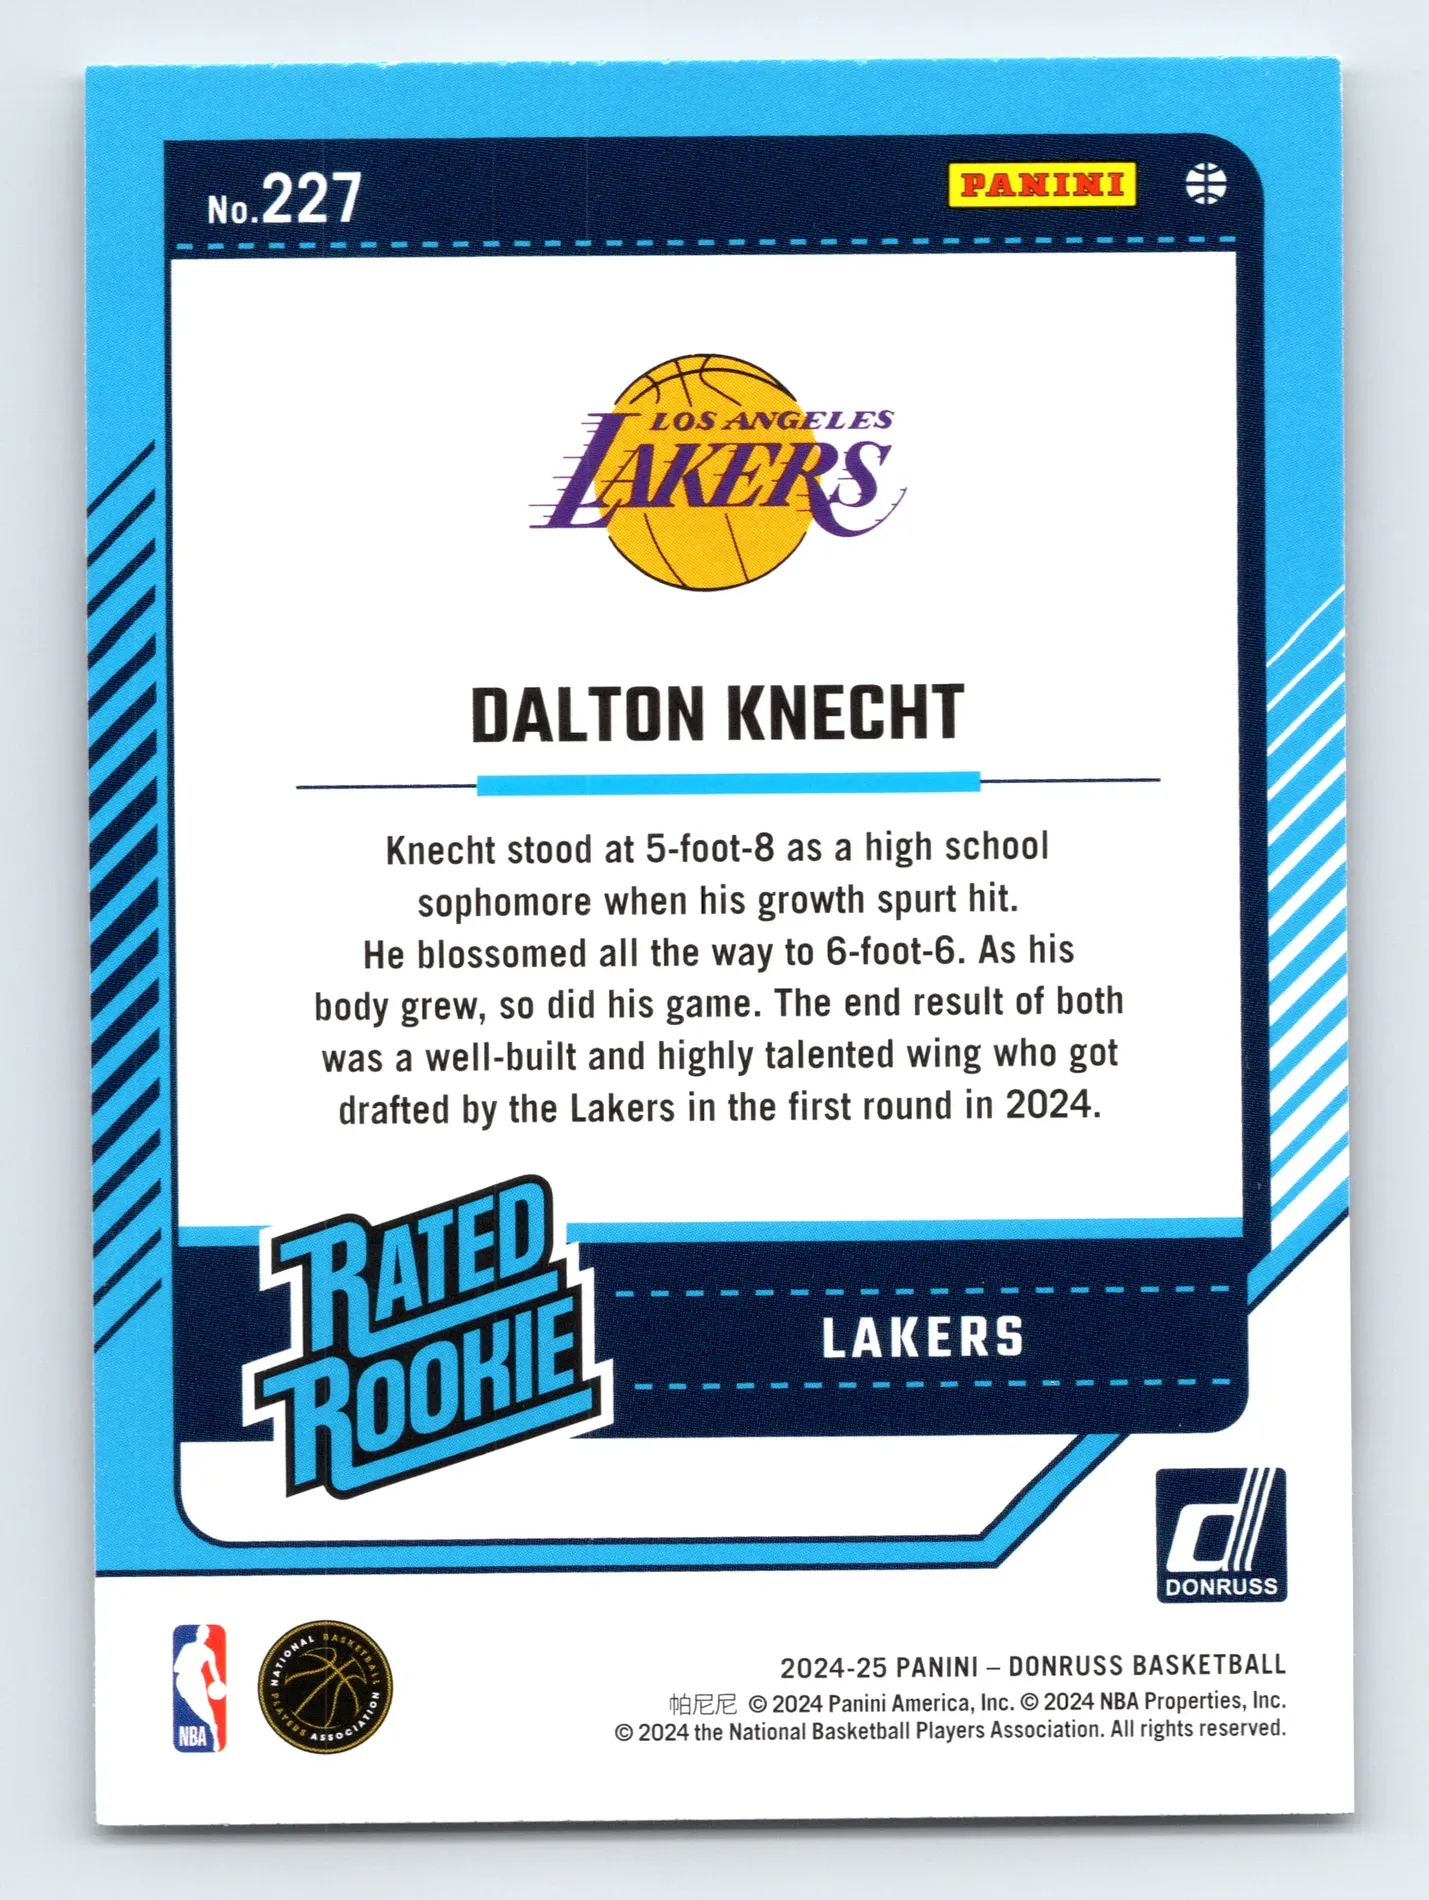 No.227
PANINI
LOS ANGELES
LAKERS
DALTON KNECHT
Knecht stood at 5-foot-8 as a high school
sophomore when his growth spurt hit.
He blossomed all the way to 6-foot-6. As his
body grew, so did his game. The end result of both
was a well-built and highly talented wing who got
drafted by the Lakers in the first round in 2024.
RATED
ROOKIE
LAKERS
d
DONRUSS
NBA
NATIONAL BASKETBALL
PLAYERS ASSOCIATION
2024-25 PANINI – DONRUSS BASKETBALL
帕尼尼 © 2024 Panini America, Inc. © 2024 NBA Properties, Inc.
© 2024 the National Basketball Players Association. All rights reserved.